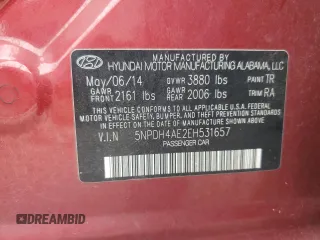 MANUFACTURED BY
HYUNDAI MOTOR MANUFACTURING ALABAMA, LLC
May/06/14 GVWR 3880 lbs PAINT TR
GAWR FRONT 2161 lbs GAWR REAR 2006 lbs TRIM RA
THIS VEHICLE CONFORMS TO ALL APPLICABLE FEDERAL
MOTOR VEHICLE SAFETY, BUMPER, AND THEFT PREVENTION
STANDARDS IN EFFECT ON THE DATE OF MANUFACTURE SHOWN ABOVE.
V.I.N 5NPDH4AE2EH531657
PASSENGER CAR
© DREAMBID